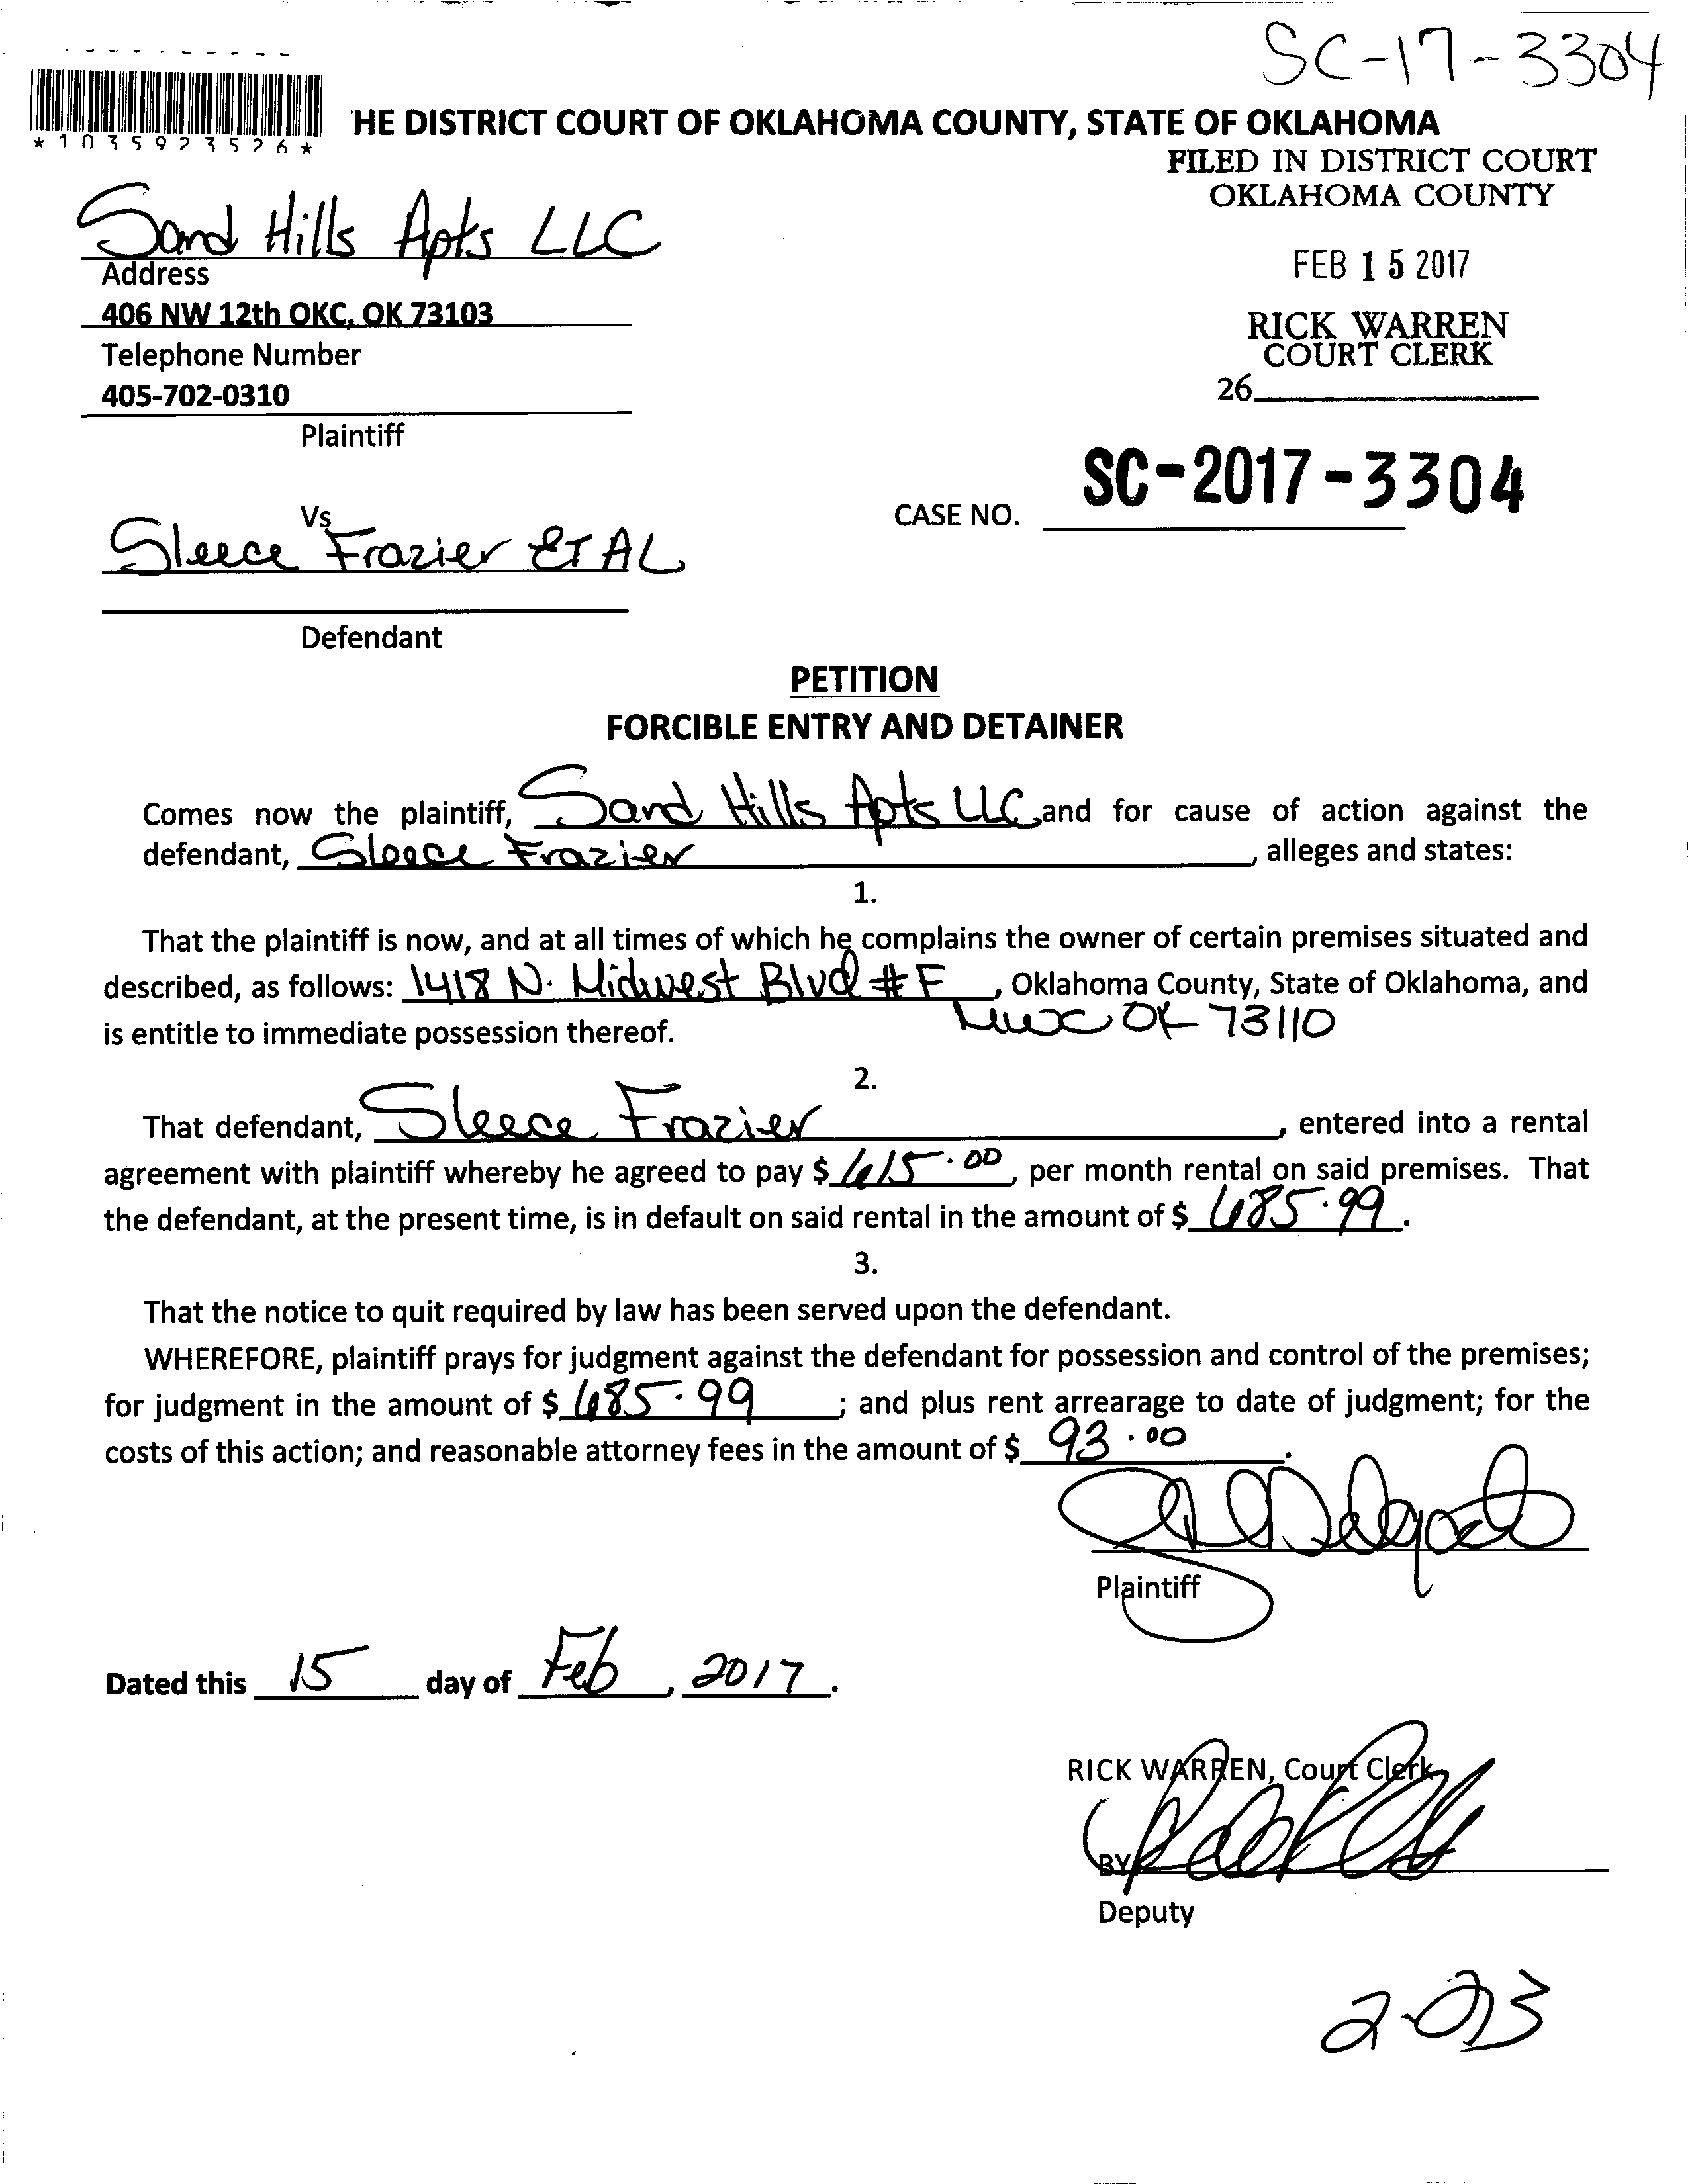 SC-17-3304
*1035923526*
HE DISTRICT COURT OF OKLAHOMA COUNTY, STATE OF OKLAHOMA
FILED IN DISTRICT COURT
OKLAHOMA COUNTY
Sand Hills Apts LLC
Address
FEB 15 2017
406 NW 12th OKC, OK 73103
RICK WARREN
COURT CLERK
Telephone Number
405-702-0310
26
Plaintiff
Vs
CASE NO. SC-2017-3304
Sleece Frazier ET AL
Defendant
PETITION
FORCIBLE ENTRY AND DETAINER
Comes now the plaintiff, Sand Hills Apts LLC and for cause of action against the
defendant, Sleece Frazier, alleges and states:
1.
That the plaintiff is now, and at all times of which he complains the owner of certain premises situated and
described, as follows: 1418 N. Midwest Blvd #F, Oklahoma County, State of Oklahoma, and
is entitle to immediate possession thereof. MWC OK 73110
2.
That defendant, Sleece Frazier, entered into a rental
agreement with plaintiff whereby he agreed to pay $ 615.00, per month rental on said premises. That
the defendant, at the present time, is in default on said rental in the amount of $ 685.99.
3.
That the notice to quit required by law has been served upon the defendant.
WHEREFORE, plaintiff prays for judgment against the defendant for possession and control of the premises;
for judgment in the amount of $ 685.99; and plus rent arrearage to date of judgment; for the
costs of this action; and reasonable attorney fees in the amount of $ 93.00.
Delgado
Plaintiff
Dated this 15 day of Feb, 2017.
RICK WARREN, Court Clerk
BY
Deputy